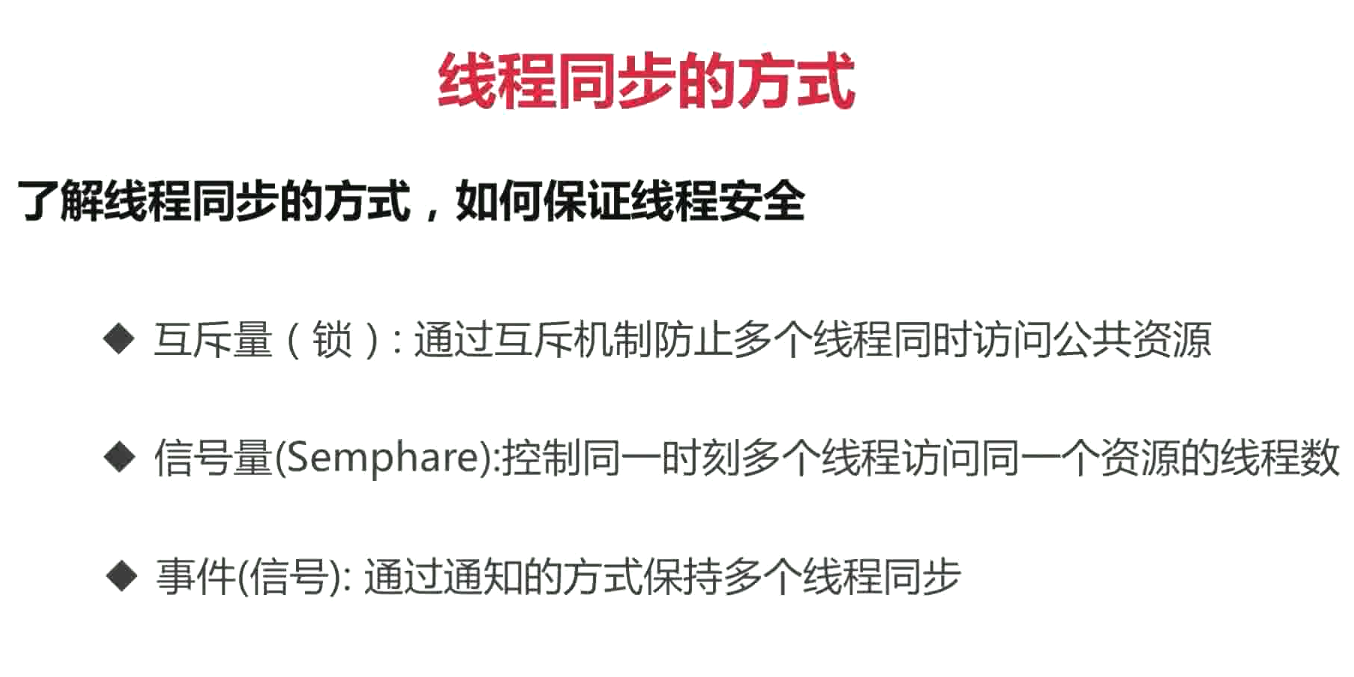 线程同步的方式
了解线程同步的方式，如何保证线程安全
◆ 互斥量（锁）: 通过互斥机制防止多个线程同时访问公共资源
◆ 信号量(Semphare):控制同一时刻多个线程访问同一个资源的线程数
◆ 事件(信号): 通过通知的方式保持多个线程同步